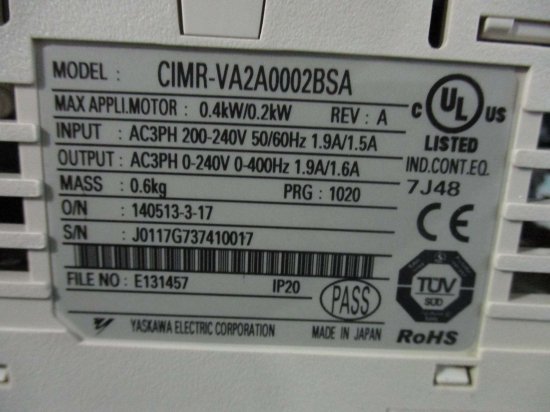 MODEL : CIMR-VA2A0002BSA
MAX APPLI.MOTOR : 0.4kW/0.2kW REV : A
INPUT : AC3PH 200-240V 50/60Hz 1.9A/1.5A
OUTPUT : AC3PH 0-240V 0-400Hz 1.9A/1.6A
MASS : 0.6kg PRG : 1020
O/N : 140513-3-17
S/N : J0117G737410017
FILE NO : E131457 IP20
PASS
YASKAWA ELECTRIC CORPORATION MADE IN JAPAN
C UL US
LISTED
IND.CONT.EQ.
7J48
CE
TÜV
SÜD
RoHS